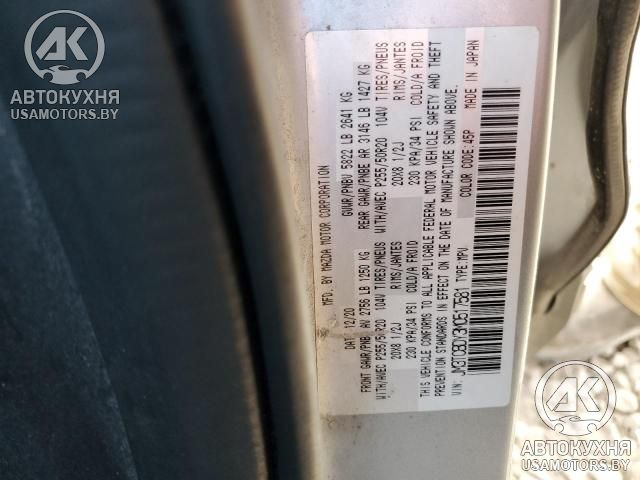 АК
АВТОКУХНЯ
USAMOTORS.BY
MFD. BY MAZDA MOTOR CORPORATION
DATE: 12/20 GVWR/PNBV 5822 LB 2641 KG
FRONT GAWR/PNBE AV 2756 LB 1250 KG REAR GAWR/PNBE AR 3146 LB 1427 KG
WITH/AVEC P255/50R20 104V TIRES/PNEUS WITH/AVEC P255/50R20 104V TIRES/PNEUS
20X8 1/2J RIMS/JANTES 20X8 1/2J RIMS/JANTES
230 KPA/34 PSI COLD/A FROID 230 KPA/34 PSI COLD/A FROID
THIS VEHICLE CONFORMS TO ALL APPLICABLE FEDERAL MOTOR VEHICLE SAFETY AND THEFT
PREVENTION STANDARDS IN EFFECT ON THE DATE OF MANUFACTURE SHOWN ABOVE.
VIN: JM3TCBDY3M0517581 TYPE:MPV COLOR CODE:45P MADE IN JAPAN
АК
АВТОКУХНЯ
USAMOTORS.BY